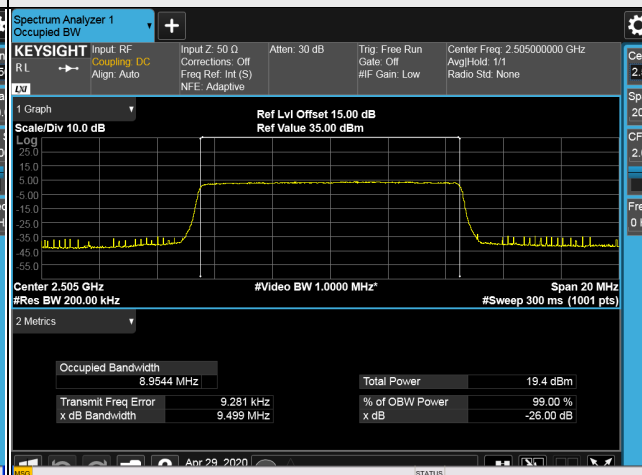 Spectrum Analyzer 1
Occupied BW
KEYSIGHT
R L
LXI
Input: RF
Coupling: DC
Align: Auto
Input Z: 50 Ω
Corrections: Off
Freq Ref: Int (S)
NFE: Adaptive
Atten: 30 dB
Trig: Free Run
Gate: Off
#IF Gain: Low
Center Freq: 2.505000000 GHz
Avg|Hold: 1/1
Radio Std: None
1 Graph
Scale/Div 10.0 dB
Ref Lvl Offset 15.00 dB
Ref Value 35.00 dBm
Log
25.0
15.0
5.00
-5.00
-15.0
-25.0
-35.0
-45.0
-55.0
Center 2.505 GHz
#Video BW 1.0000 MHz*
Span 20 MHz
#Res BW 200.00 kHz
#Sweep 300 ms (1001 pts)
2 Metrics
Occupied Bandwidth
8.9544 MHz
Transmit Freq Error 9.281 kHz
x dB Bandwidth 9.499 MHz
Total Power 19.4 dBm
% of OBW Power 99.00 %
x dB -26.00 dB
Apr 29, 2020
MSG
STATUS